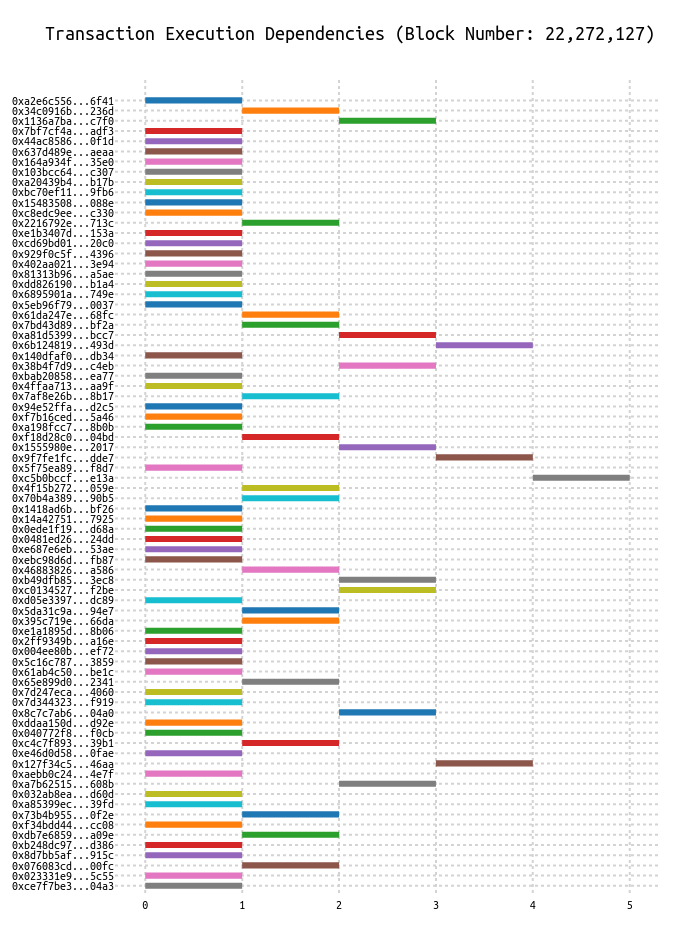 Transaction Execution Dependencies (Block Number: 22,272,127)
0xa2e6c556...6f41
0x34c0916b...236d
0x1136a7ba...c7f0
0x7bf7cf4a...adf3
0x44ac8586...0f1d
0x637d489e...aeaa
0x164a934f...35e0
0x103bcc64...c307
0xa20439b4...b17b
0xbc70ef11...9fb6
0x15483508...088e
0xc8edc9ee...c330
0x2216792e...713c
0xe1b3407d...153a
0xcd69bd01...20c0
0x929f0c5f...4396
0x402aa021...3e94
0x81313b96...a5ae
0xdd826190...b1a4
0x6895901a...749e
0x5eb96f79...0037
0x61da247e...68fc
0x7bd43d89...bf2a
0xa81d5399...bcc7
0x6b124819...493d
0x140dfaf0...db34
0x38b4f7d9...c4eb
0xbab20858...ea77
0x4ffaa713...aa9f
0x7af8e26b...8b17
0x94e52ffa...d2c5
0xf7b16ced...5a46
0xa198fcc7...8b0b
0xf18d28c0...04bd
0x1555980e...2017
0x9f7fe1fc...dde7
0x5f75ea89...f8d7
0xc5b0bccf...e13a
0x4f15b272...059e
0x70b4a389...90b5
0x1418ad6b...bf26
0x14a42751...7925
0x0ede1f19...d68a
0x0481ed26...24dd
0xe687e6eb...53ae
0xebc98d6d...fb87
0x46883826...a586
0xb49dfb85...3ec8
0xc0134527...f2be
0xd05e3397...dc89
0x5da31c9a...94e7
0x395c719e...66da
0xe1a1895d...8b06
0x2ff9349b...a16e
0x004ee80b...ef72
0x5c16c787...3859
0x61ab4c50...be1c
0x65e899d0...2341
0x7d247eca...4060
0x7d344323...f919
0x8c7c7ab6...04a0
0xddaa150d...d92e
0x040772f8...f0cb
0xc4c7f893...39b1
0xe46d0d58...0fae
0x127f34c5...46aa
0xaebb0c24...4e7f
0xa7b62515...608b
0x032ab8ea...d60d
0xa85399ec...39fd
0x73b4b955...0f2e
0xf34bdd44...cc08
0xdb7e6859...a09e
0xb248dc97...d386
0x8d7bb5af...915c
0x076083cd...00fc
0x023331e9...5c55
0xce7f7be3...04a3
0 1 2 3 4 5